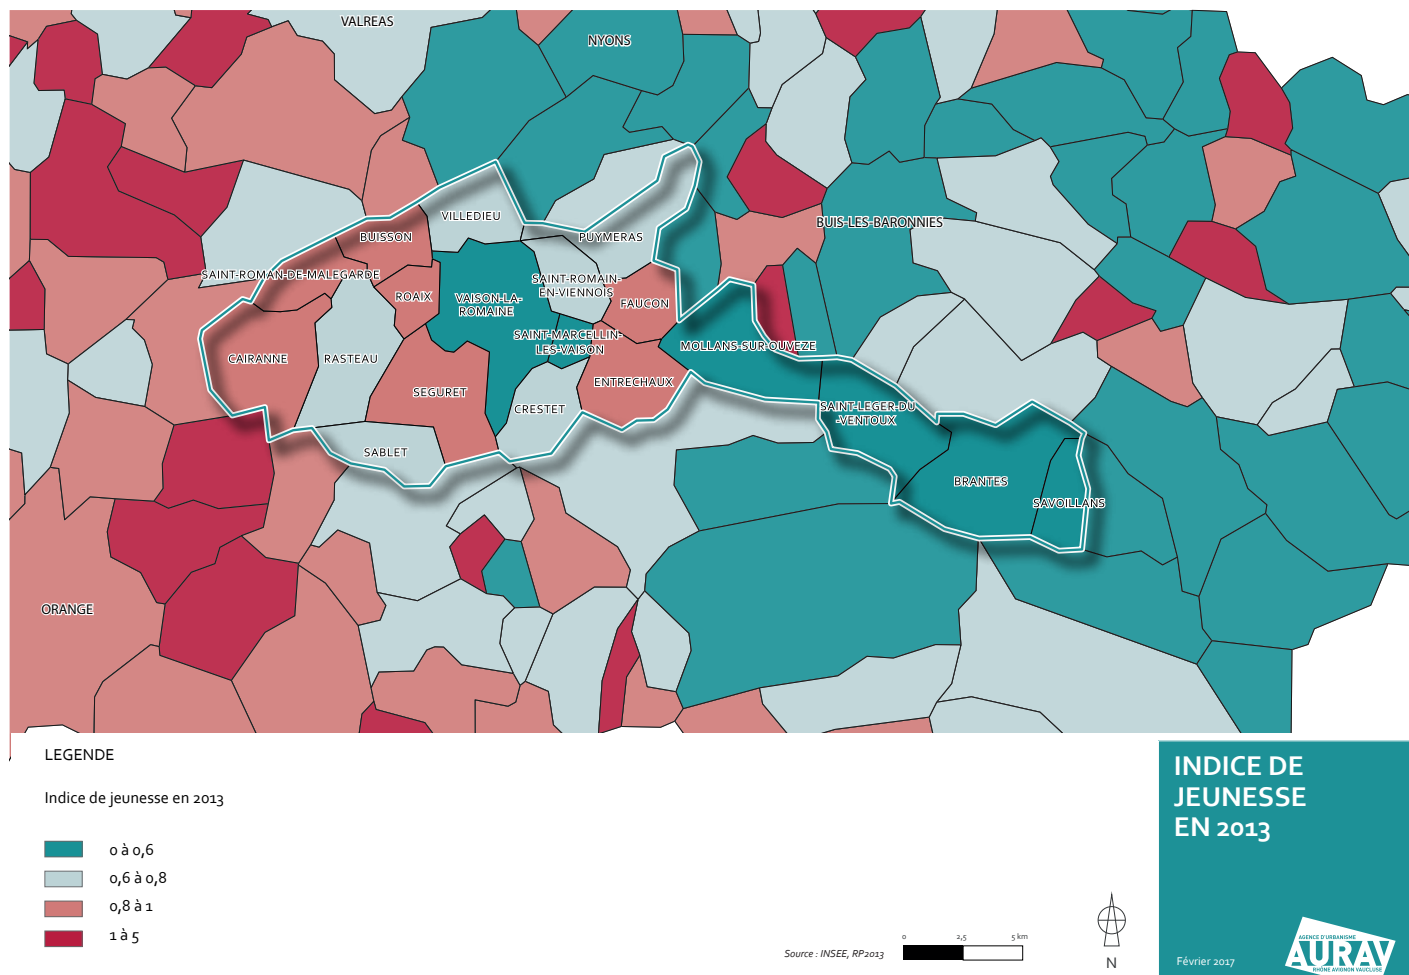 VALREAS
NYONS
VILLEDIEU
BUISSON
PUYMERAS
BUIS-LES-BARONNIES
SAINT-ROMAN-DE-MALEGARDE
SAINT-ROMAIN-
EN-VIENNOIS
ROAIX
VAISON-LA-
ROMAINE
FAUCON
SAINT-MARCELLIN-
LES-VAISON
MOLLANS-SUR-OUVEZE
CAIRANNE
RASTEAU
ENTRECHAUX
SEGURET
CRESTET
SAINT-LEGER-DU
-VENTOUX
SABLET
BRANTES
SAVOILLANS
ORANGE
LEGENDE
Indice de jeunesse en 2013
0 à 0,6
0,6 à 0,8
0,8 à 1
1 à 5
Source : INSEE, RP2013
0 2,5 5 km
N
INDICE DE
JEUNESSE
EN 2013
Février 2017
AGENCE D'URBANISME
AURAV
RHÔNE AVIGNON VAUCLUSE